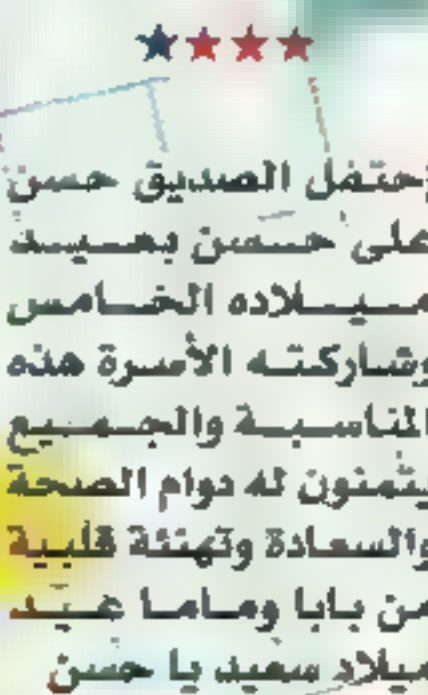 إحتفل الصديق حسن
على حسن بعيد
ميلاده الخامس
وشاركته الأسرة هذه
المناسبة والجميع
يتمنون له دوام الصحة
والسعادة وتهنئة قلبية
من بابا وماما عيد
ميلاد سعيد يا حسن